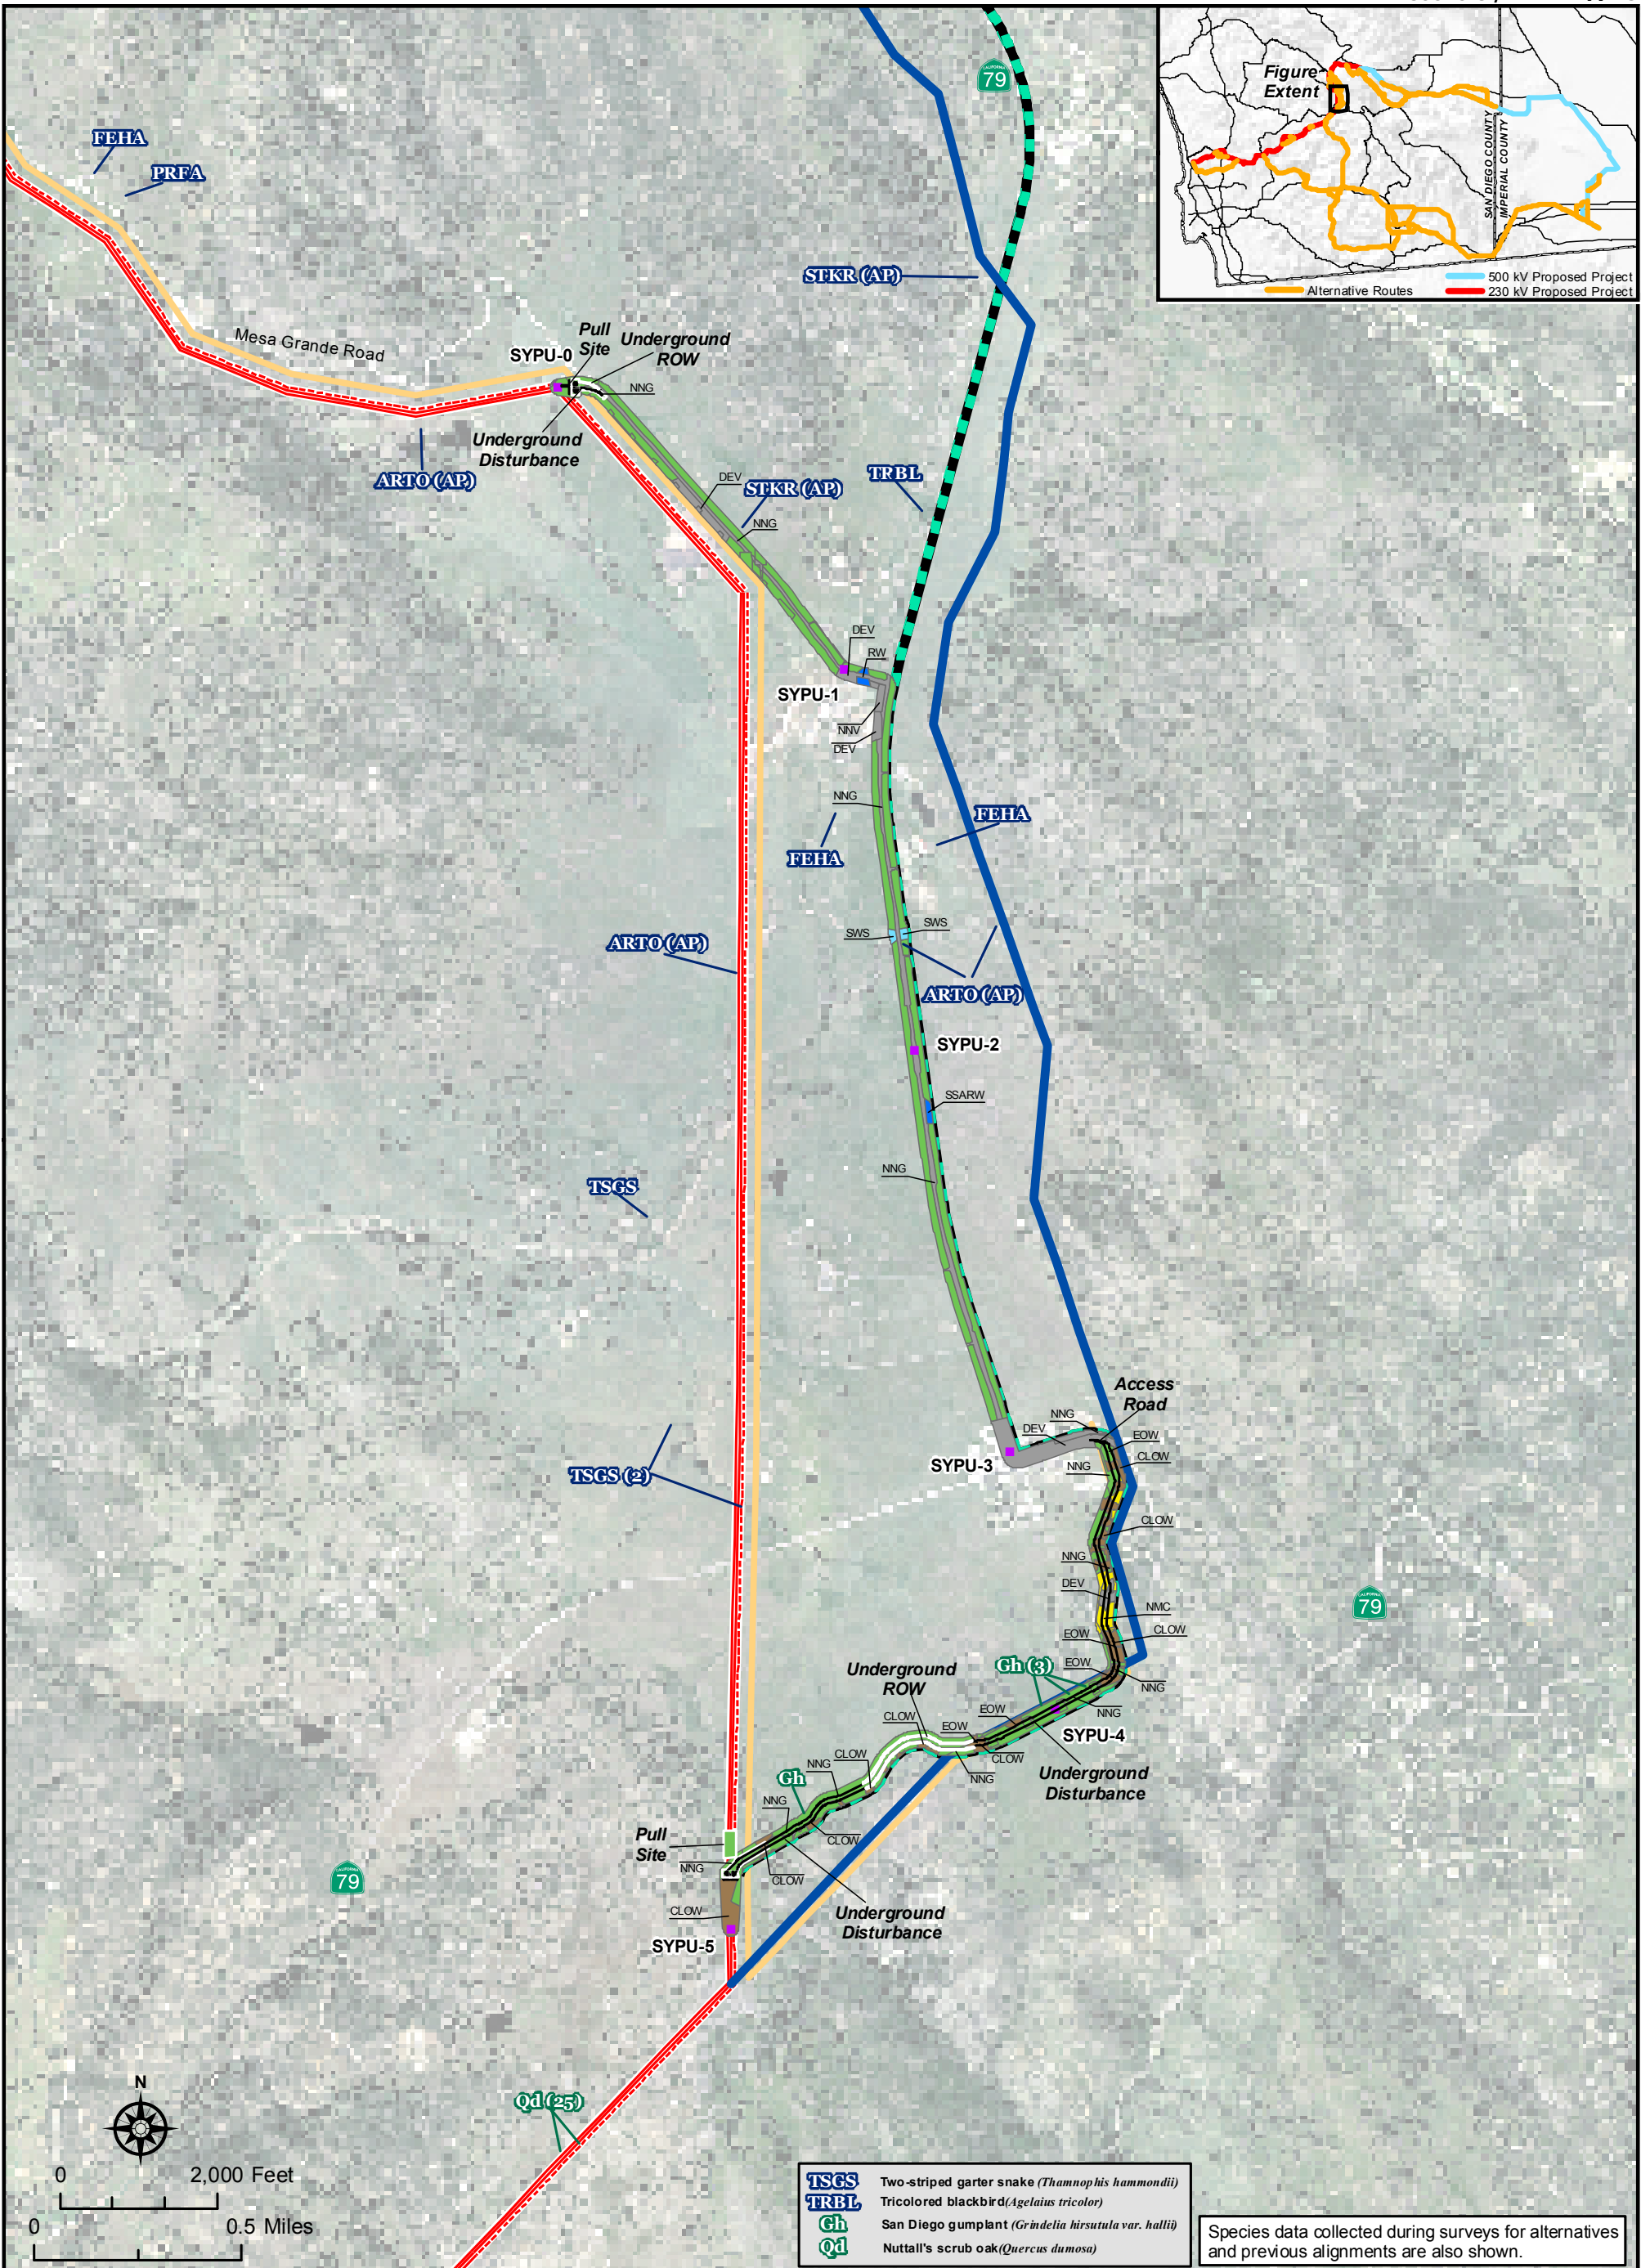 CALIFORNIA
79
Figure
Extent
SAN DIEGO COUNTY
IMPERIAL COUNTY
500 kV Proposed Project
Alternative Routes
230 kV Proposed Project
FEHA
PRFA
STKR (AP)
Mesa Grande Road
SYPU-0
Pull
Site
Underground
ROW
NNG
Underground
Disturbance
ARTO (AP)
DEV
STKR (AP)
NNG
TRBL
DEV
RW
SYPU-1
NNV
DEV
NNG
FEHA
FEHA
SWS
SWS
ARTO (AP)
ARTO (AP)
SYPU-2
SSARW
NNG
TSGS
Access
Road
NNG
DEV
EOW
CLOW
SYPU-3
NNG
TSGS (2)
CLOW
NNG
DEV
NMC
CLOW
EOW
EOW
NNG
CALIFORNIA
79
Underground
ROW
Gh (3)
NNG
EOW
CLOW
EOW
SYPU-4
CLOW
NNG
Underground
Disturbance
CLOW
NNG
Gh
NNG
CLOW
Pull
Site
NNG
CLOW
CLOW
Underground
Disturbance
SYPU-5
CALIFORNIA
79
Qd (25)
N
0 2,000 Feet
0 0.5 Miles
TSGS Two-striped garter snake (Thamnophis hammondii)
TRBL Tricolored blackbird(Agelaius tricolor)
Gh San Diego gumplant (Grindelia hirsutula var. hallii)
Qd Nuttall's scrub oak(Quercus dumosa)
Species data collected during surveys for alternatives
and previous alignments are also shown.